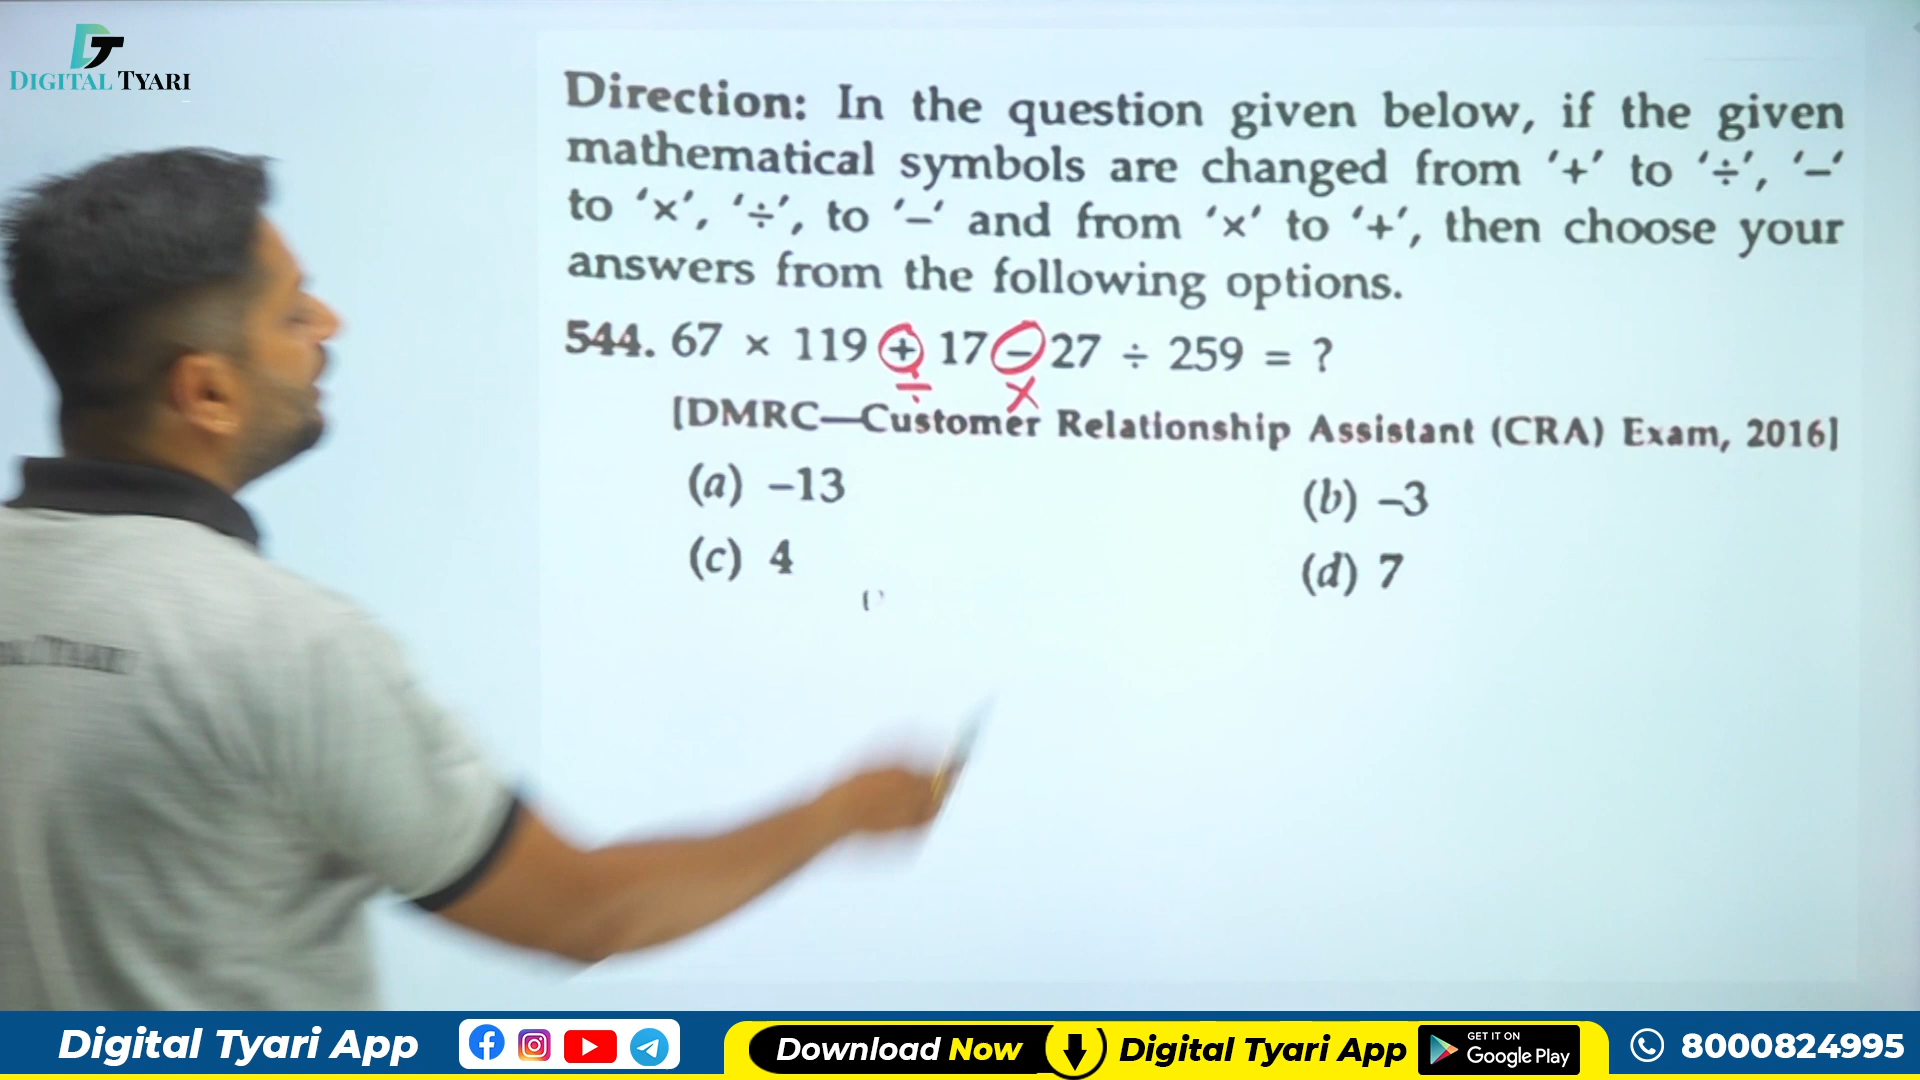 DIGITAL TYARI
Direction: In the question given below, if the given
mathematical symbols are changed from '+' to '÷', '–'
to '×', '÷', to '–' and from '×' to '+', then choose your
answers from the following options.
544. 67 × 119 + 17 – 27 ÷ 259 = ?
÷ ×
[DMRC—Customer Relationship Assistant (CRA) Exam, 2016]
(a) –13 (b) –3
(c) 4 (d) 7
Digital Tyari App
Download Now
Digital Tyari App
GET IT ON
Google Play
8000824995